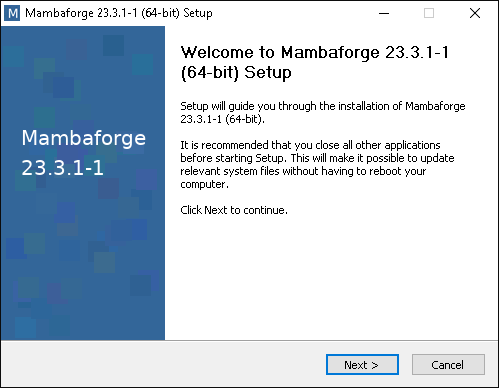 M Mambaforge 23.3.1-1 (64-bit) Setup
Mambaforge
23.3.1-1
Welcome to Mambaforge 23.3.1-1
(64-bit) Setup
Setup will guide you through the installation of Mambaforge
23.3.1-1 (64-bit).
It is recommended that you close all other applications
before starting Setup. This will make it possible to update
relevant system files without having to reboot your
computer.
Click Next to continue.
Next >
Cancel